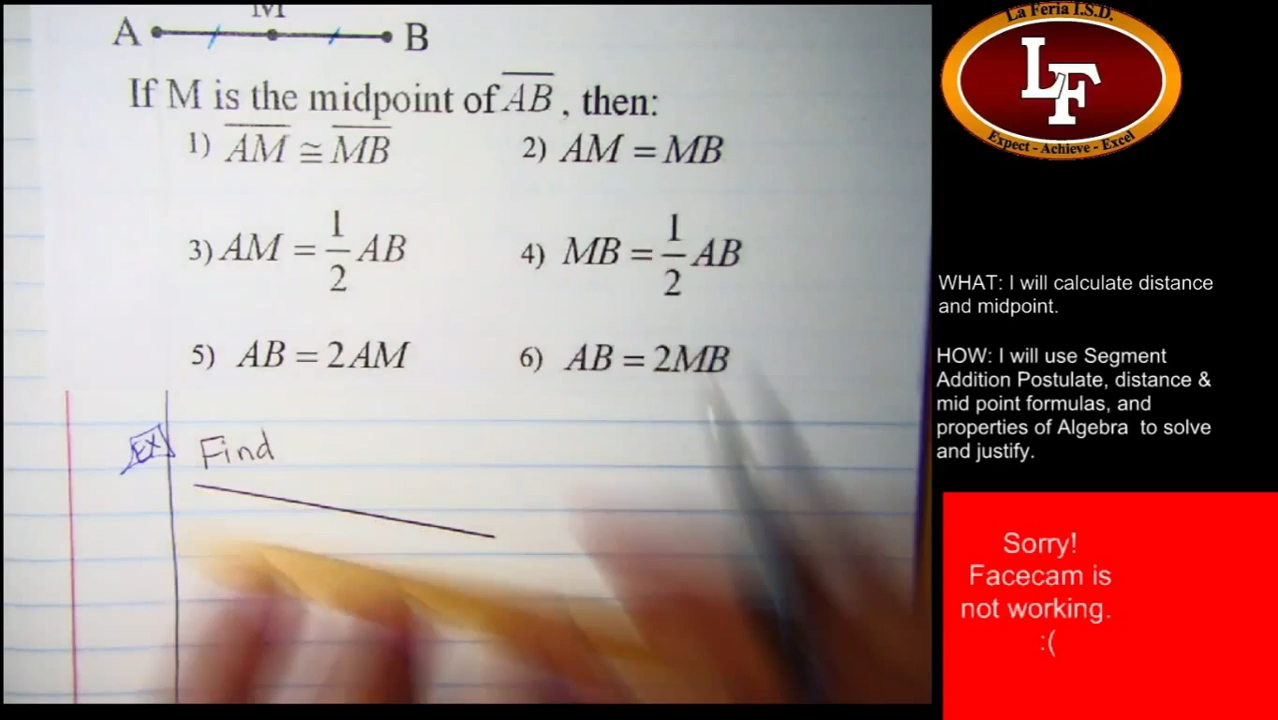 M
A B
If M is the midpoint of AB, then:
1) AM ≅ MB 2) AM = MB
3) AM = 1/2 AB 4) MB = 1/2 AB
5) AB = 2AM 6) AB = 2MB
EX Find
La Feria I.S.D.
LF
Expect - Achieve - Excel
WHAT: I will calculate distance
and midpoint.
HOW: I will use Segment
Addition Postulate, distance &
mid point formulas, and
properties of Algebra to solve
and justify.
Sorry!
Facecam is
not working.
:(